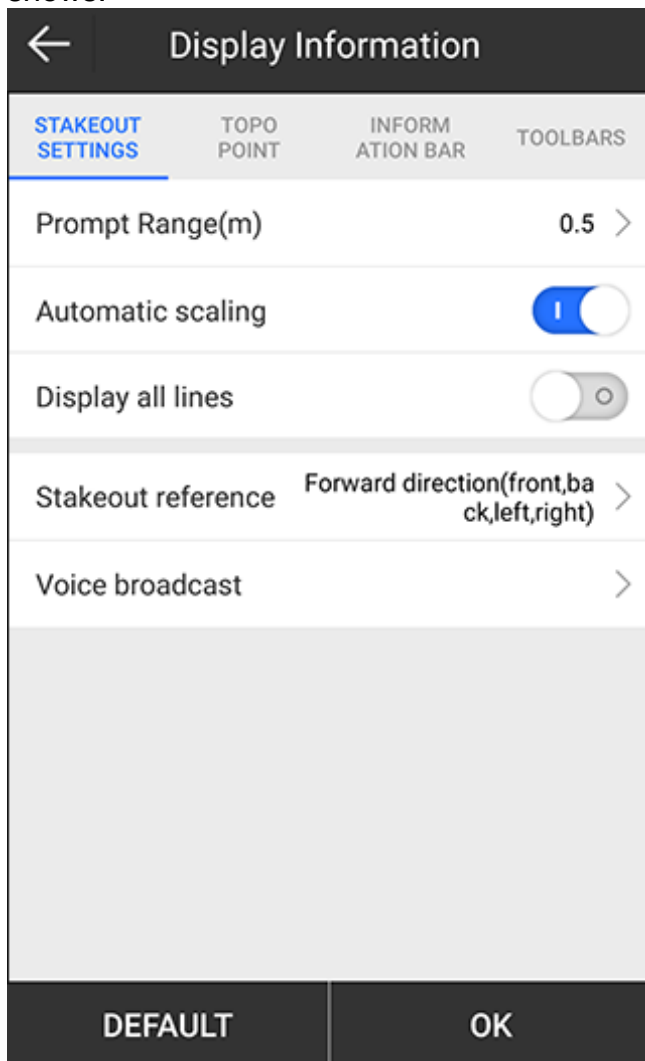 Display Information
STAKEOUT
SETTINGS
TOPO
POINT
INFORM
ATION BAR
TOOLBARS
Prompt Range(m) 0.5
Automatic scaling
Display all lines
Stakeout reference
Forward direction(front,ba
ck,left,right)
Voice broadcast
DEFAULT OK